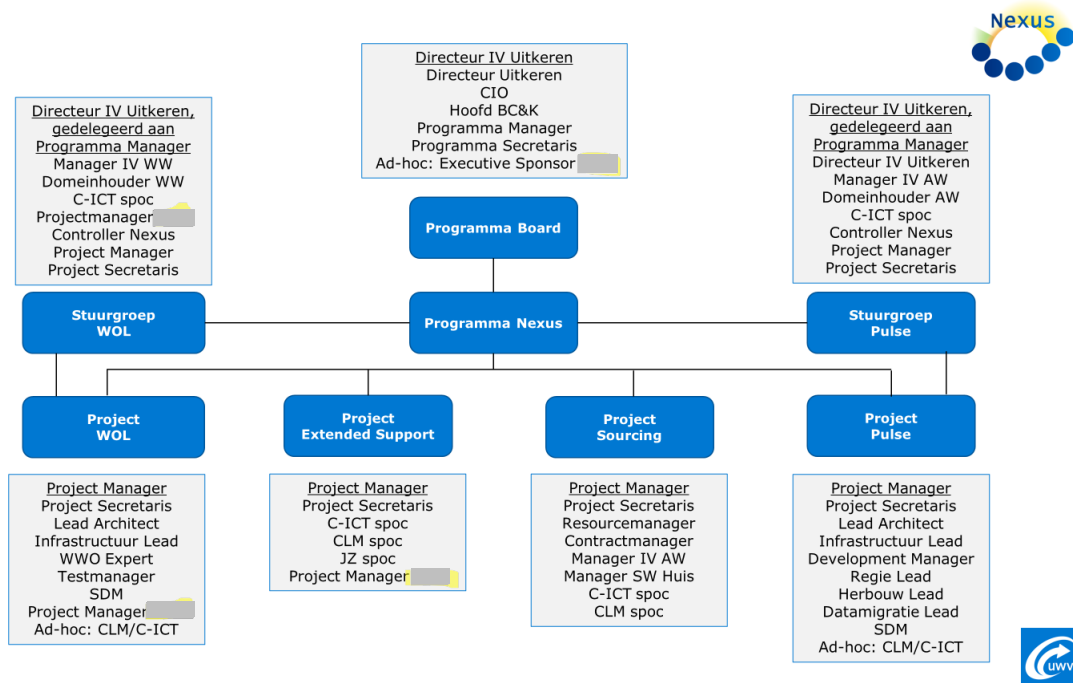 Nexus
Directeur IV Uitkeren
Directeur Uitkeren
CIO
Hoofd BC&K
Programma Manager
Programma Secretaris
Ad-hoc: Executive Sponsor
Directeur IV Uitkeren,
gedelegeerd aan
Programma Manager
Manager IV WW
Domeinhouder WW
C-ICT spoc
Projectmanager
Controller Nexus
Project Manager
Project Secretaris
Directeur IV Uitkeren,
gedelegeerd aan
Programma Manager
Directeur IV Uitkeren
Manager IV AW
Domeinhouder AW
C-ICT spoc
Controller Nexus
Project Manager
Project Secretaris
Programma Board
Stuurgroep
WOL
Programma Nexus
Stuurgroep
Pulse
Project
WOL
Project
Extended Support
Project
Sourcing
Project
Pulse
Project Manager
Project Secretaris
Lead Architect
Infrastructuur Lead
WWO Expert
Testmanager
SDM
Project Manager
Ad-hoc: CLM/C-ICT
Project Manager
Project Secretaris
C-ICT spoc
CLM spoc
JZ spoc
Project Manager
Project Manager
Project Secretaris
Resourcemanager
Contractmanager
Manager IV AW
Manager SW Huis
C-ICT spoc
CLM spoc
Project Manager
Project Secretaris
Lead Architect
Infrastructuur Lead
Development Manager
Regie Lead
Herbouw Lead
Datamigratie Lead
SDM
Ad-hoc: CLM/C-ICT
uwv